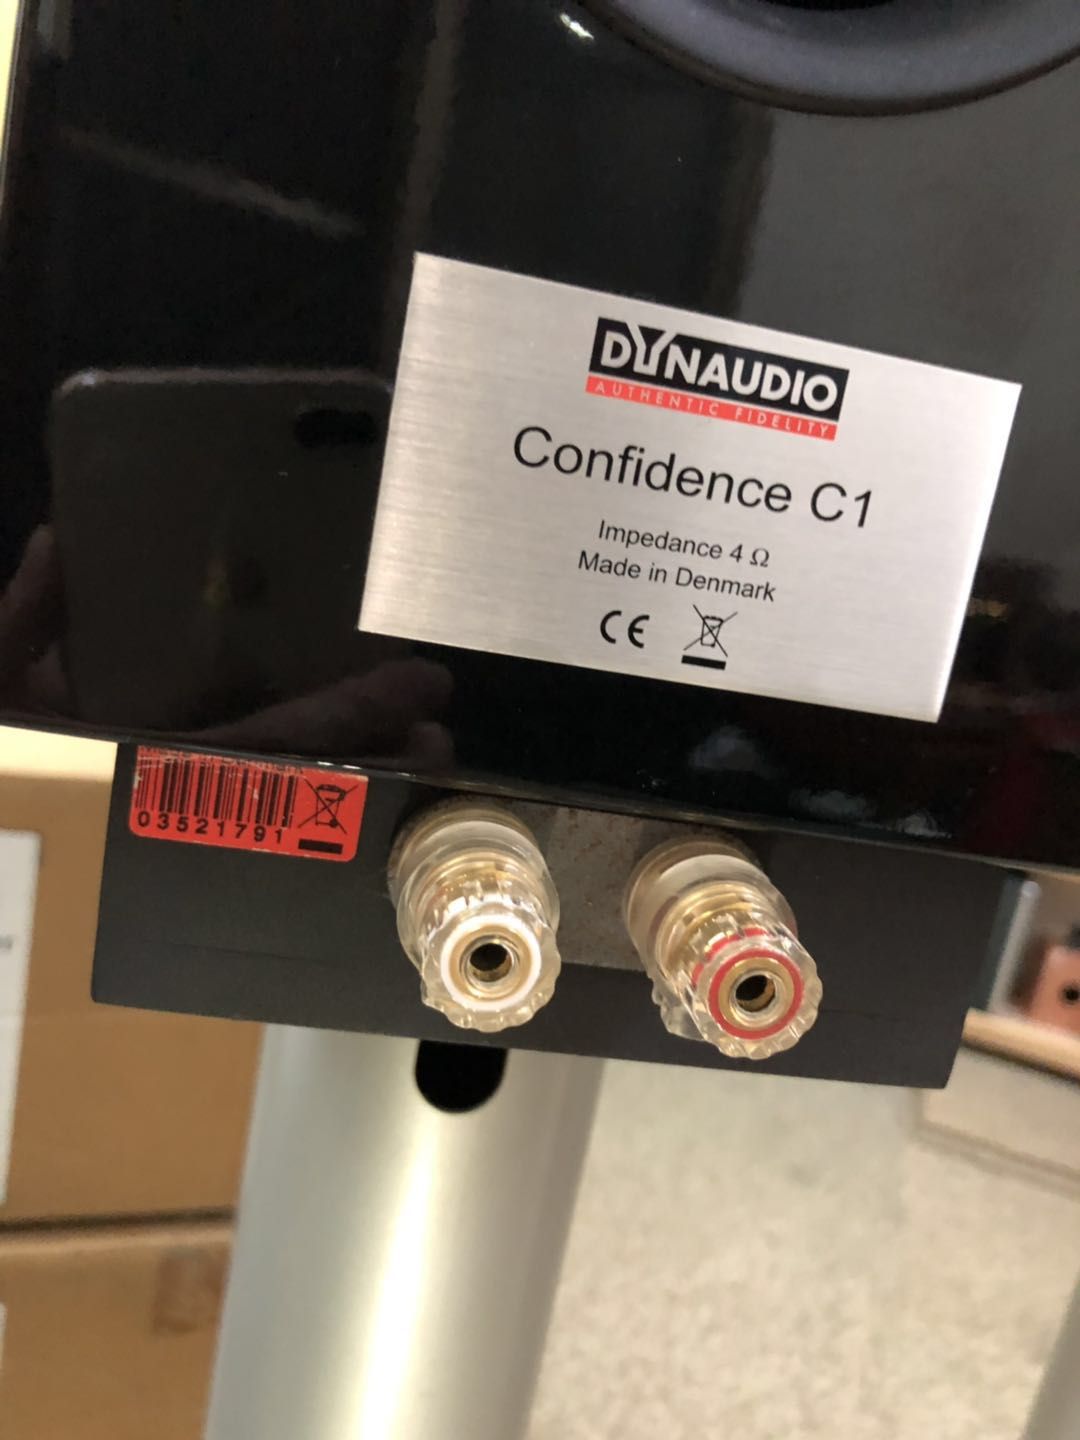 DYNAUDIO
AUTHENTIC FIDELITY
Confidence C1
Impedance 4 Ω
Made in Denmark
CE
03521791